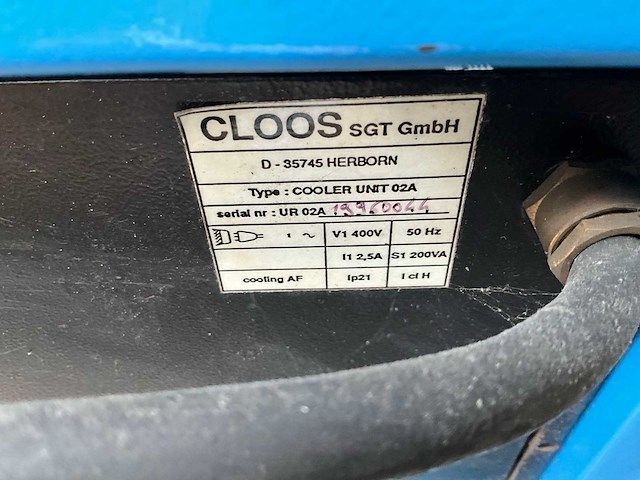 CLOOS SGT GmbH
D - 35745 HERBORN
Type : COOLER UNIT 02A
serial nr : UR 02A 19960044
1 ~ V1 400V 50 Hz
I1 2,5A S1 200VA
cooling AF Ip21 I cl H